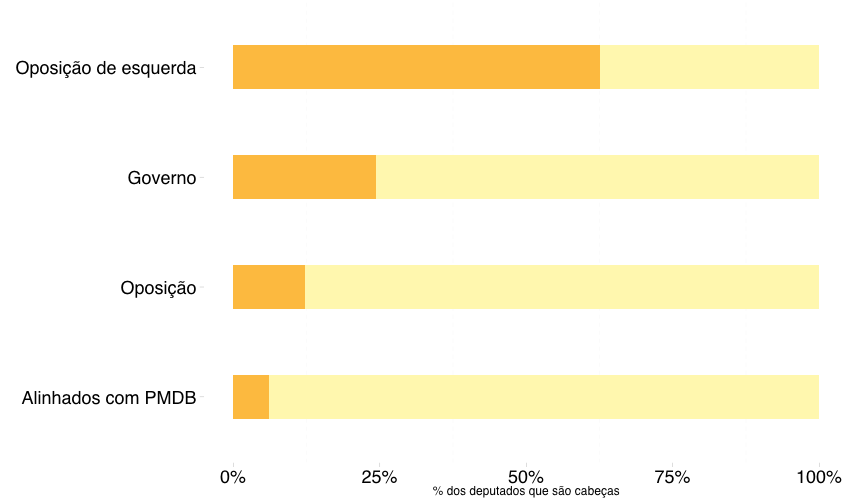 Oposição de esquerda
Governo
Oposição
Alinhados com PMDB
0% 25% 50% 75% 100%
% dos deputados que são cabeças